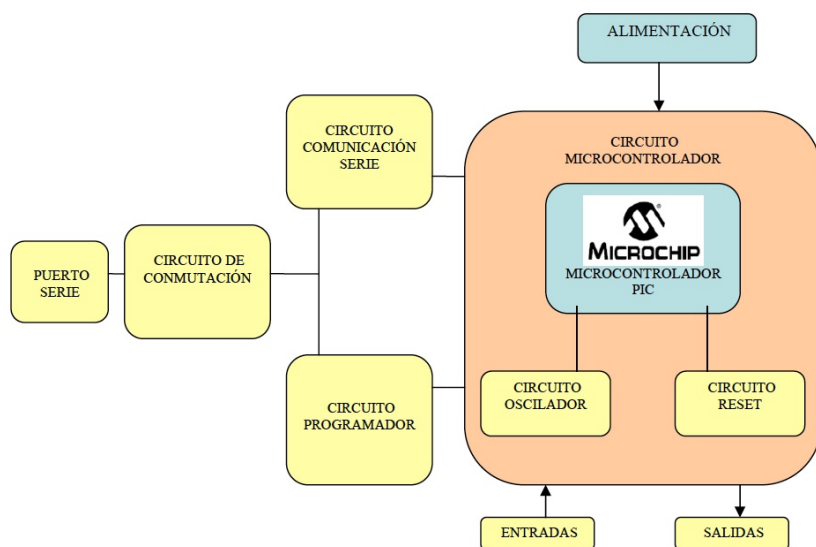 ALIMENTACIÓN
CIRCUITO
COMUNICACIÓN
SERIE
CIRCUITO
MICROCONTROLADOR
MICROCHIP
MICROCONTROLADOR
PIC
PUERTO
SERIE
CIRCUITO DE
CONMUTACIÓN
CIRCUITO
PROGRAMADOR
CIRCUITO
OSCILADOR
CIRCUITO
RESET
ENTRADAS
SALIDAS